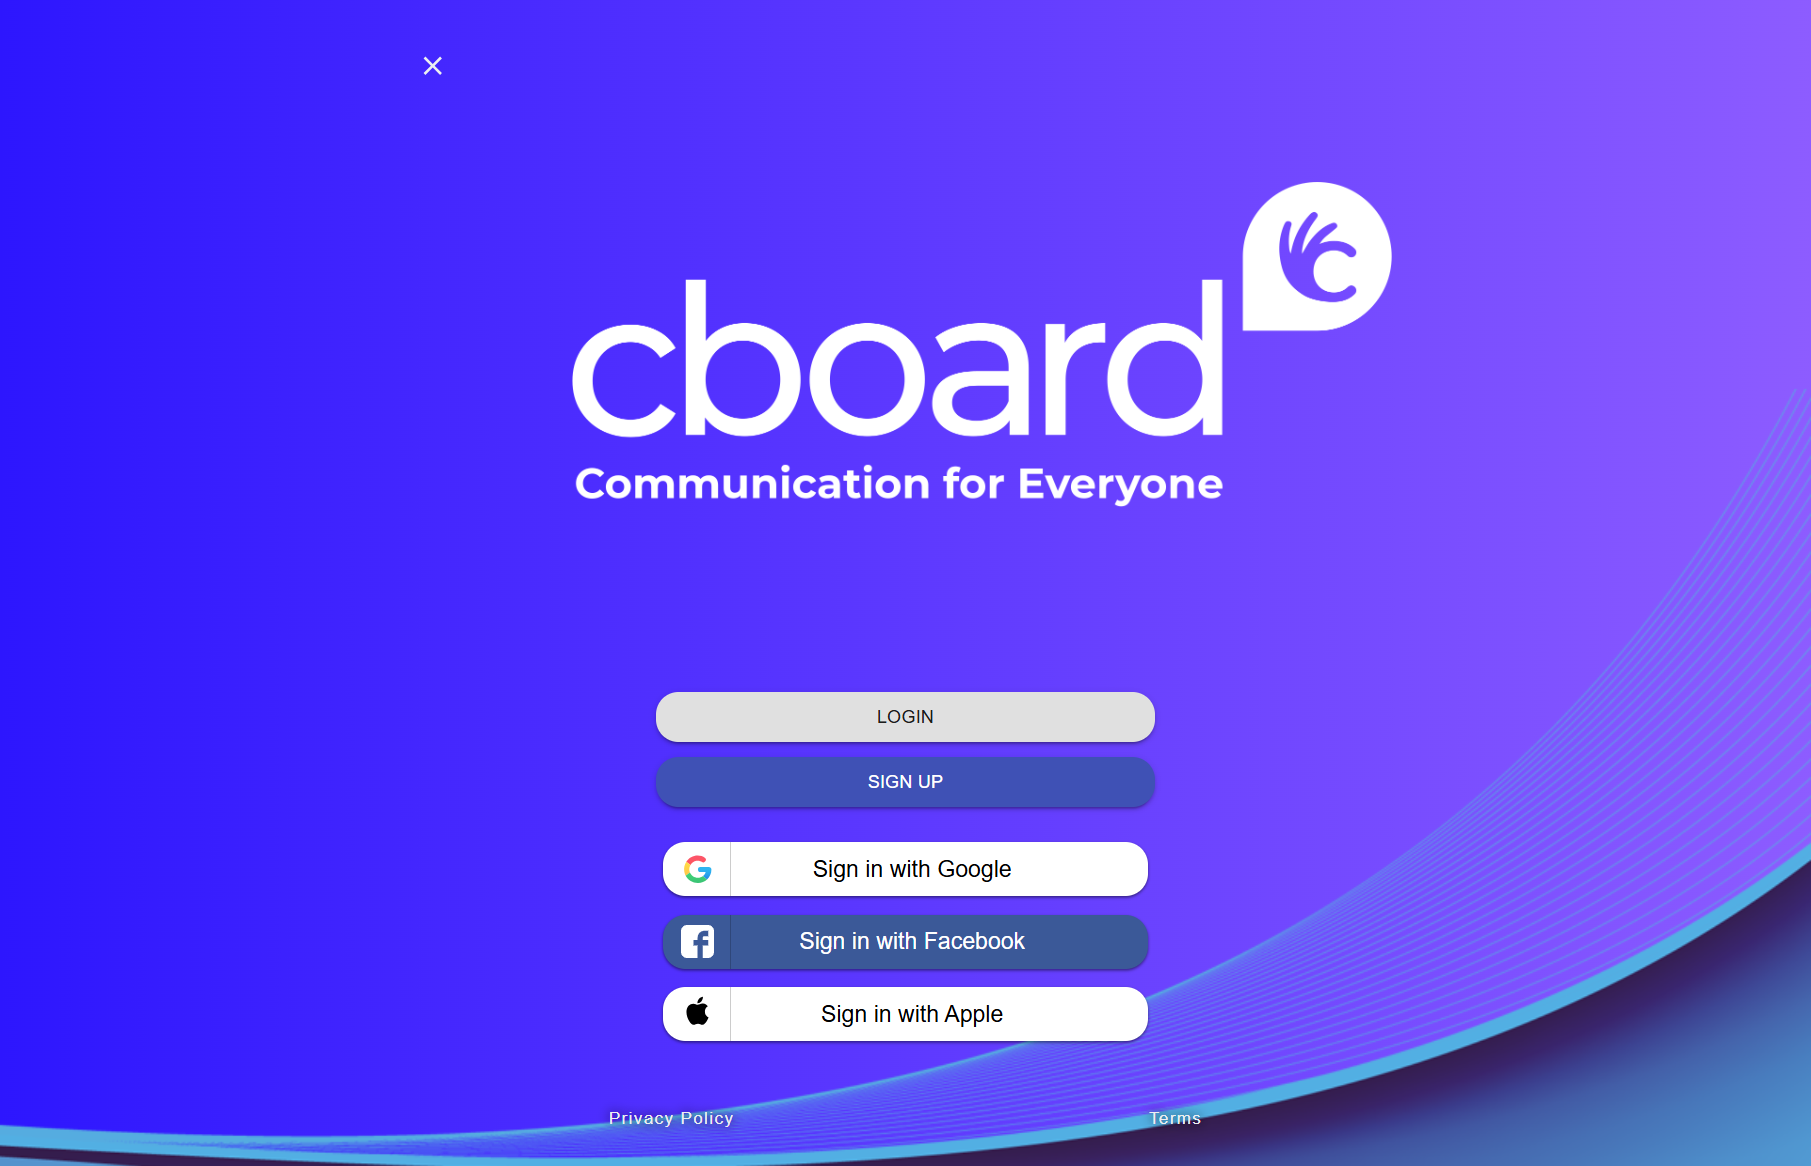 cboard
Communication for Everyone
LOGIN
SIGN UP
Sign in with Google
Sign in with Facebook
Sign in with Apple
Privacy Policy
Terms